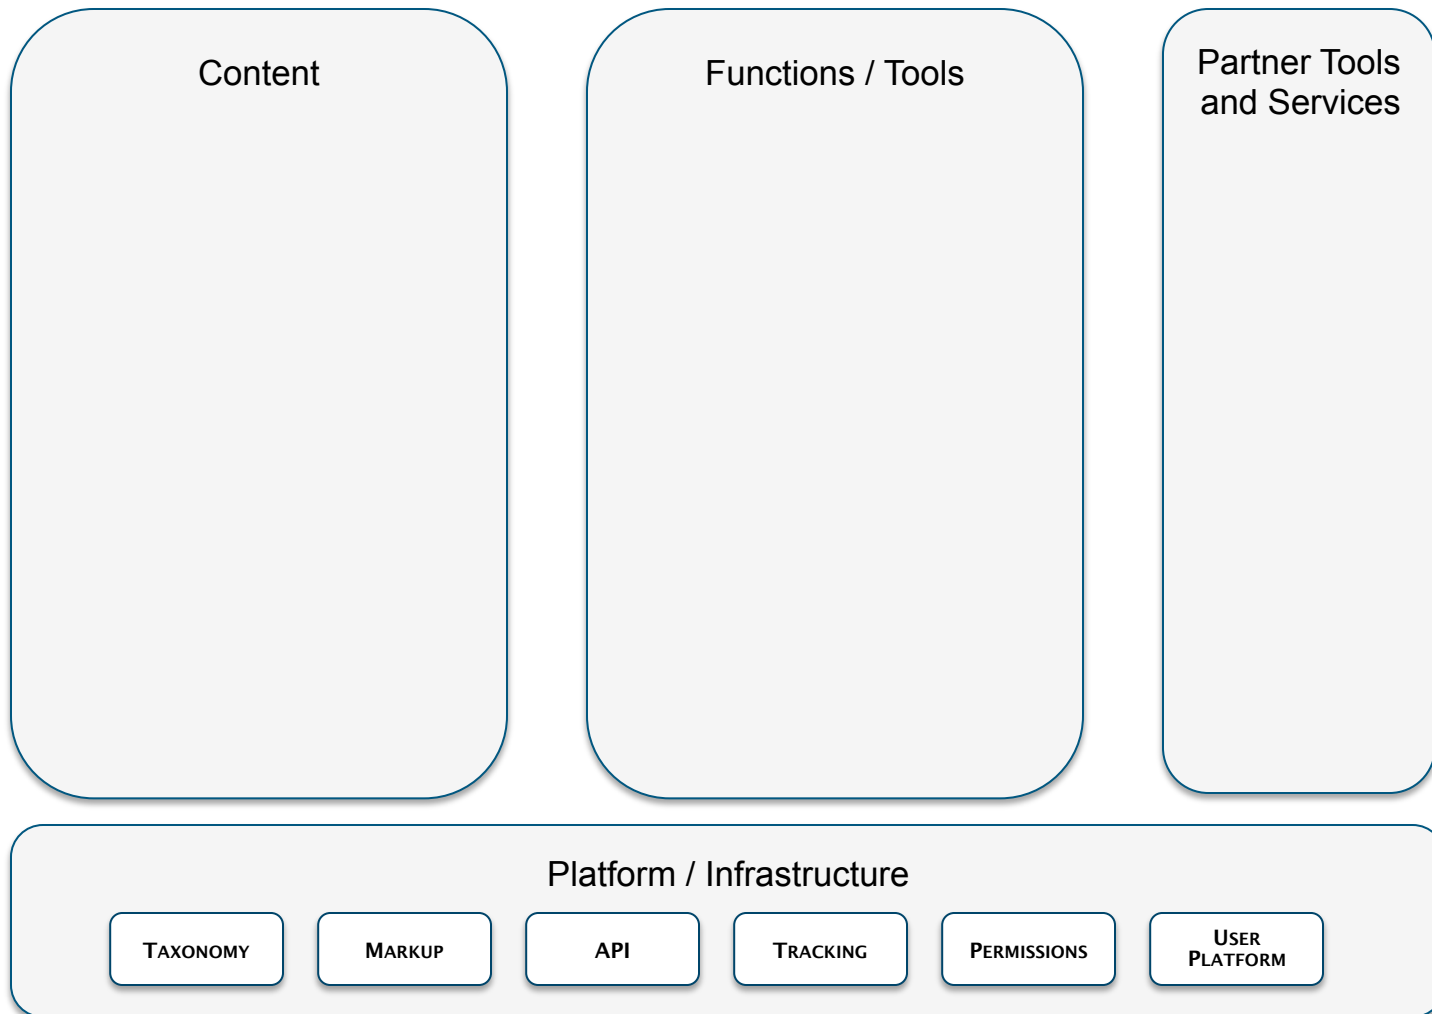 Content
Functions / Tools
Partner Tools
and Services
Platform / Infrastructure
TAXONOMY
MARKUP
API
TRACKING
PERMISSIONS
USER
PLATFORM